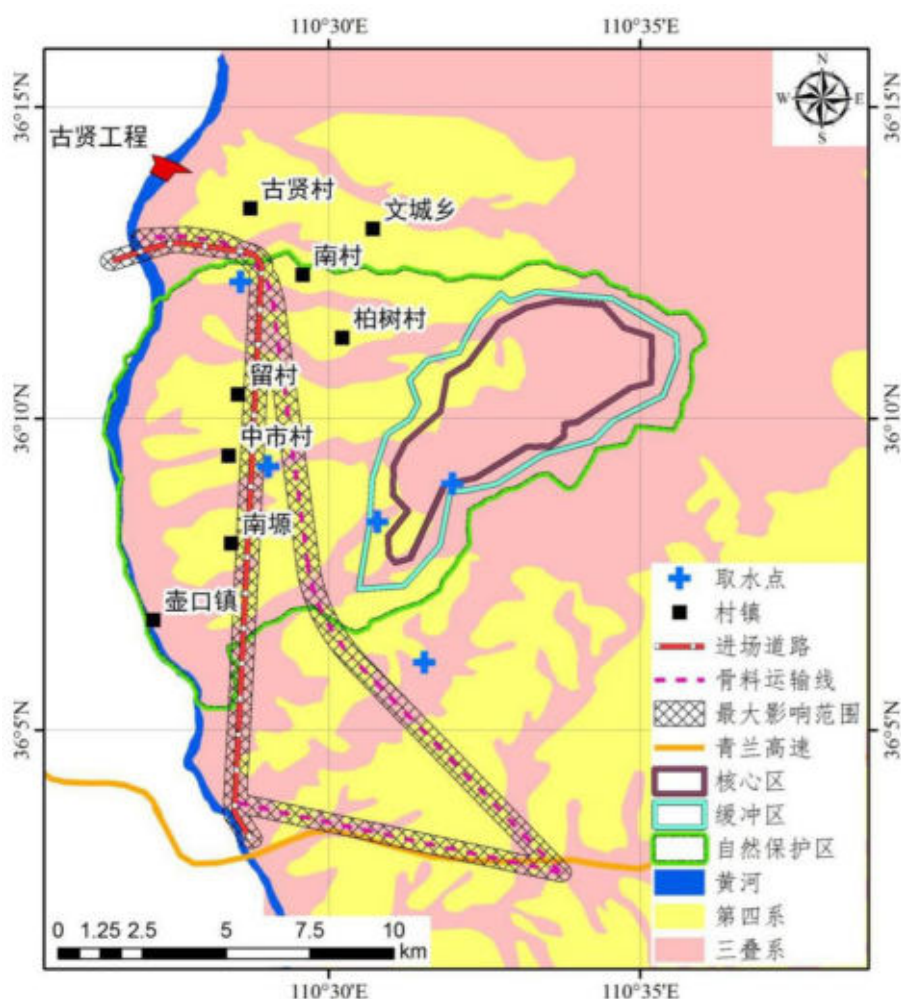 110°30'E
110°35'E
36°15'N
36°15'N
N
W
E
S
古贤工程
古贤村
文城乡
南村
柏树村
留村
36°10'N
36°10'N
中市村
南塬
壶口镇
36°5'N
36°5'N
取水点
村镇
进场道路
骨料运输线
最大影响范围
青兰高速
核心区
缓冲区
自然保护区
黄河
第四系
三叠系
0 1.25 2.5 5 7.5 10
km
110°30'E
110°35'E